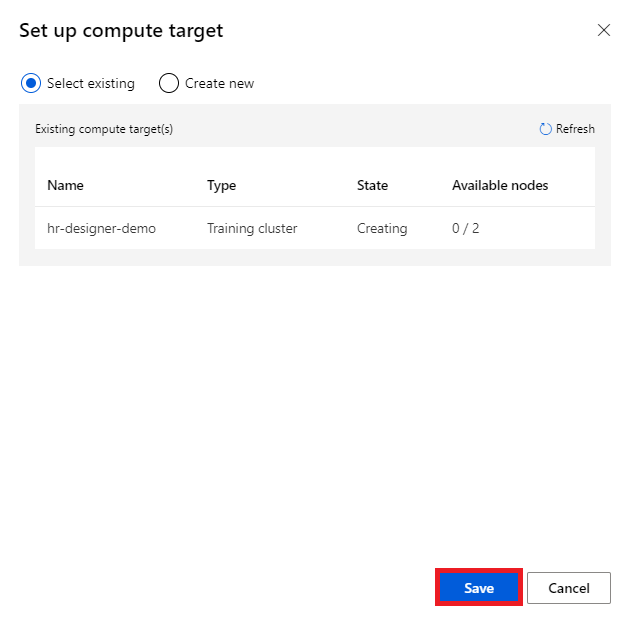 Set up compute target
Select existing Create new
Existing compute target(s) Refresh
Name Type State Available nodes
hr-designer-demo Training cluster Creating 0 / 2
Save Cancel